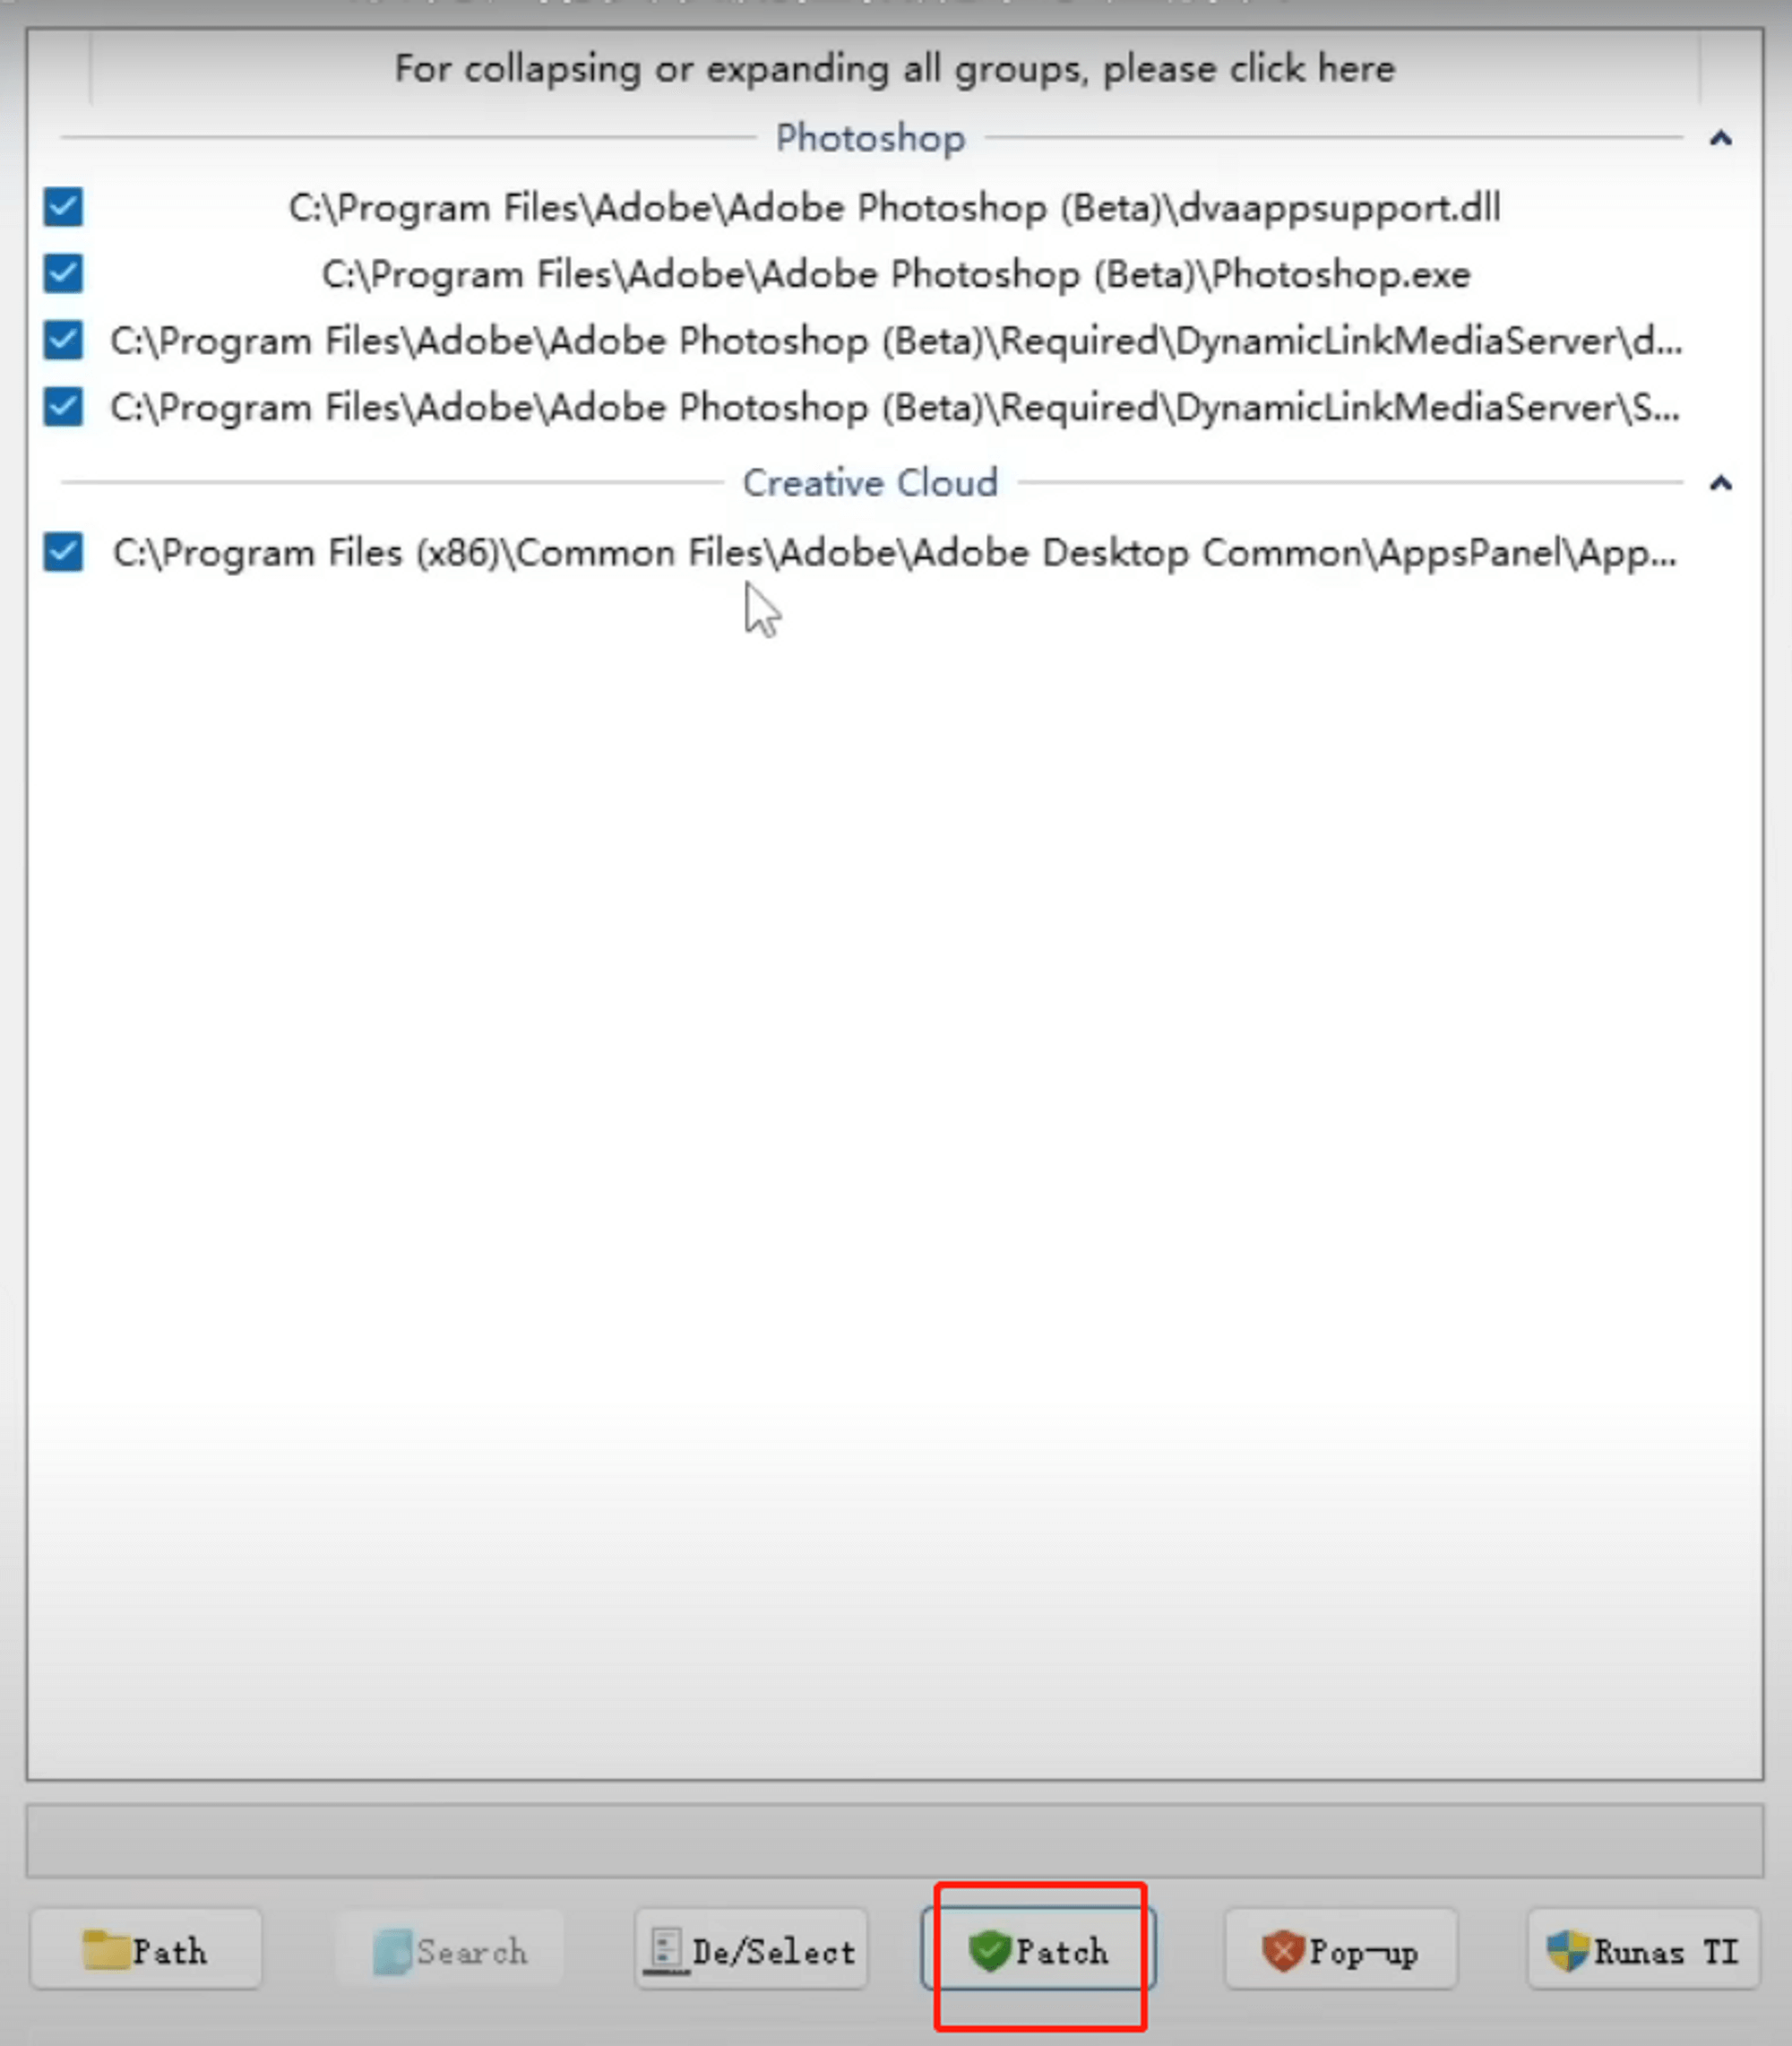 For collapsing or expanding all groups, please click here
Photoshop
C:\Program Files\Adobe\Adobe Photoshop (Beta)\dvaappsupport.dll
C:\Program Files\Adobe\Adobe Photoshop (Beta)\Photoshop.exe
C:\Program Files\Adobe\Adobe Photoshop (Beta)\Required\DynamicLinkMediaServer\d...
C:\Program Files\Adobe\Adobe Photoshop (Beta)\Required\DynamicLinkMediaServer\S...
Creative Cloud
C:\Program Files (x86)\Common Files\Adobe\Adobe Desktop Common\AppsPanel\App...
Path Search De/Select Patch Pop-up Runas TI